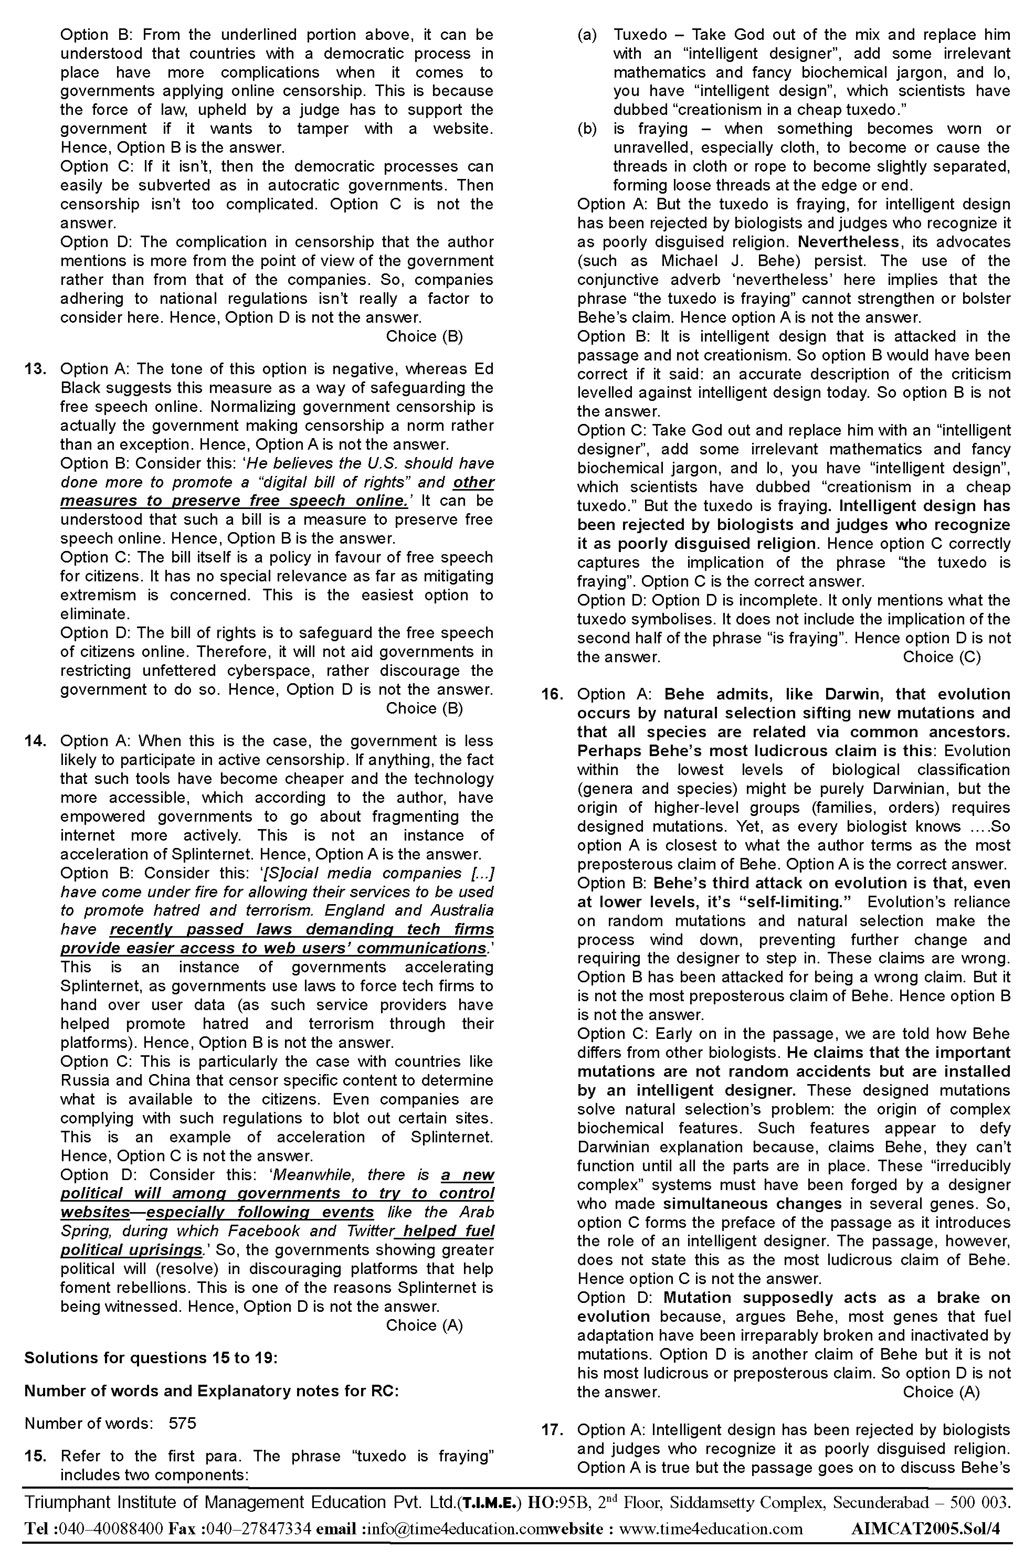 Option B: From the underlined portion above, it can be
understood that countries with a democratic process in
place have more complications when it comes to
governments applying online censorship. This is because
the force of law, upheld by a judge has to support the
government if it wants to tamper with a website.
Hence, Option B is the answer.
Option C: If it isn't, then the democratic processes can
easily be subverted as in autocratic governments. Then
censorship isn't too complicated. Option C is not the
answer.
Option D: The complication in censorship that the author
mentions is more from the point of view of the government
rather than from that of the companies. So, companies
adhering to national regulations isn't really a factor to
consider here. Hence, Option D is not the answer.
Choice (B)
13. Option A: The tone of this option is negative, whereas Ed
Black suggests this measure as a way of safeguarding the
free speech online. Normalizing government censorship is
actually the government making censorship a norm rather
than an exception. Hence, Option A is not the answer.
Option B: Consider this: 'He believes the U.S. should have
done more to promote a “digital bill of rights” and other
measures to preserve free speech online.' It can be
understood that such a bill is a measure to preserve free
speech online. Hence, Option B is the answer.
Option C: The bill itself is a policy in favour of free speech
for citizens. It has no special relevance as far as mitigating
extremism is concerned. This is the easiest option to
eliminate.
Option D: The bill of rights is to safeguard the free speech
of citizens online. Therefore, it will not aid governments in
restricting unfettered cyberspace, rather discourage the
government to do so. Hence, Option D is not the answer.
Choice (B)
14. Option A: When this is the case, the government is less
likely to participate in active censorship. If anything, the fact
that such tools have become cheaper and the technology
more accessible, which according to the author, have
empowered governments to go about fragmenting the
internet more actively. This is not an instance of
acceleration of Splinternet. Hence, Option A is the answer.
Option B: Consider this: '[S]ocial media companies [...]
have come under fire for allowing their services to be used
to promote hatred and terrorism. England and Australia
have recently passed laws demanding tech firms
provide easier access to web users' communications.'
This is an instance of governments accelerating
Splinternet, as governments use laws to force tech firms to
hand over user data (as such service providers have
helped promote hatred and terrorism through their
platforms). Hence, Option B is not the answer.
Option C: This is particularly the case with countries like
Russia and China that censor specific content to determine
what is available to the citizens. Even companies are
complying with such regulations to blot out certain sites.
This is an example of acceleration of Splinternet.
Hence, Option C is not the answer.
Option D: Consider this: 'Meanwhile, there is a new
political will among governments to try to control
websites—especially following events like the Arab
Spring, during which Facebook and Twitter helped fuel
political uprisings.' So, the governments showing greater
political will (resolve) in discouraging platforms that help
foment rebellions. This is one of the reasons Splinternet is
being witnessed. Hence, Option D is not the answer.
Choice (A)
Solutions for questions 15 to 19:
Number of words and Explanatory notes for RC:
Number of words: 575
15. Refer to the first para. The phrase “tuxedo is fraying”
includes two components:
(a) Tuxedo – Take God out of the mix and replace him
with an “intelligent designer”, add some irrelevant
mathematics and fancy biochemical jargon, and lo,
you have “intelligent design”, which scientists have
dubbed “creationism in a cheap tuxedo.”
(b) is fraying – when something becomes worn or
unravelled, especially cloth, to become or cause the
threads in cloth or rope to become slightly separated,
forming loose threads at the edge or end.
Option A: But the tuxedo is fraying, for intelligent design
has been rejected by biologists and judges who recognize it
as poorly disguised religion. Nevertheless, its advocates
(such as Michael J. Behe) persist. The use of the
conjunctive adverb 'nevertheless' here implies that the
phrase “the tuxedo is fraying” cannot strengthen or bolster
Behe's claim. Hence option A is not the answer.
Option B: It is intelligent design that is attacked in the
passage and not creationism. So option B would have been
correct if it said: an accurate description of the criticism
levelled against intelligent design today. So option B is not
the answer.
Option C: Take God out and replace him with an “intelligent
designer”, add some irrelevant mathematics and fancy
biochemical jargon, and lo, you have “intelligent design”,
which scientists have dubbed “creationism in a cheap
tuxedo.” But the tuxedo is fraying. Intelligent design has
been rejected by biologists and judges who recognize
it as poorly disguised religion. Hence option C correctly
captures the implication of the phrase “the tuxedo is
fraying”. Option C is the correct answer.
Option D: Option D is incomplete. It only mentions what the
tuxedo symbolises. It does not include the implication of the
second half of the phrase “is fraying”. Hence option D is not
the answer. Choice (C)
16. Option A: Behe admits, like Darwin, that evolution
occurs by natural selection sifting new mutations and
that all species are related via common ancestors.
Perhaps Behe's most ludicrous claim is this: Evolution
within the lowest levels of biological classification
(genera and species) might be purely Darwinian, but the
origin of higher-level groups (families, orders) requires
designed mutations. Yet, as every biologist knows ….So
option A is closest to what the author terms as the most
preposterous claim of Behe. Option A is the correct answer.
Option B: Behe's third attack on evolution is that, even
at lower levels, it's “self-limiting.” Evolution's reliance
on random mutations and natural selection make the
process wind down, preventing further change and
requiring the designer to step in. These claims are wrong.
Option B has been attacked for being a wrong claim. But it
is not the most preposterous claim of Behe. Hence option B
is not the answer.
Option C: Early on in the passage, we are told how Behe
differs from other biologists. He claims that the important
mutations are not random accidents but are installed
by an intelligent designer. These designed mutations
solve natural selection's problem: the origin of complex
biochemical features. Such features appear to defy
Darwinian explanation because, claims Behe, they can't
function until all the parts are in place. These “irreducibly
complex” systems must have been forged by a designer
who made simultaneous changes in several genes. So,
option C forms the preface of the passage as it introduces
the role of an intelligent designer. The passage, however,
does not state this as the most ludicrous claim of Behe.
Hence option C is not the answer.
Option D: Mutation supposedly acts as a brake on
evolution because, argues Behe, most genes that fuel
adaptation have been irreparably broken and inactivated by
mutations. Option D is another claim of Behe but it is not
his most ludicrous or preposterous claim. So option D is not
the answer. Choice (A)
17. Option A: Intelligent design has been rejected by biologists
and judges who recognize it as poorly disguised religion.
Option A is true but the passage goes on to discuss Behe's
Triumphant Institute of Management Education Pvt. Ltd.(T.I.M.E.) HO:95B, 2nd Floor, Siddamsetty Complex, Secunderabad – 500 003.
Tel :040–40088400 Fax :040–27847334 email :info@time4education.comwebsite : www.time4education.com AIMCAT2005.Sol/4